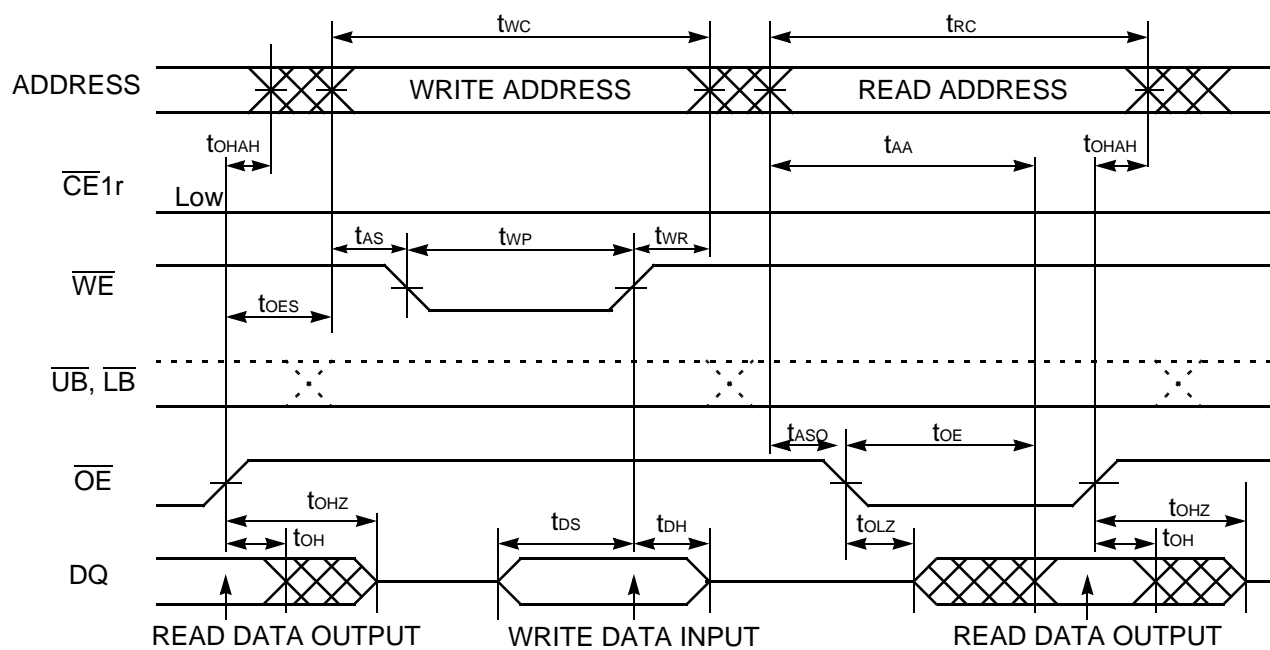 tWC
tRC
ADDRESS
WRITE ADDRESS
READ ADDRESS
tOHAH
tAA
tOHAH
CE1r
Low
tAS
tWP
tWR
WE
tOES
UB, LB
tASO
tOE
OE
tOHZ
tDS
tDH
tOLZ
tOHZ
tOH
tOH
DQ
READ DATA OUTPUT
WRITE DATA INPUT
READ DATA OUTPUT